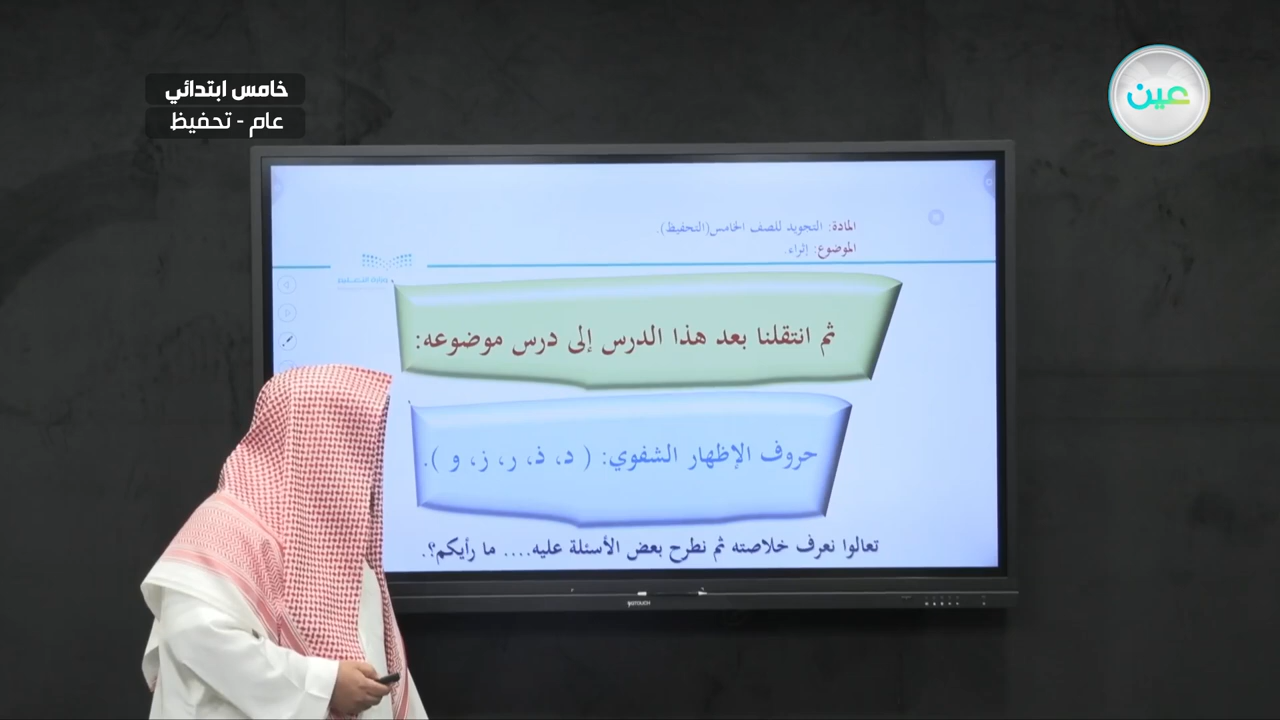 خامس ابتدائي
عام - تحفيظ
عين
المادة: التجويد للصف الخامس(التحفيظ).
الموضوع: إثراء.
ثم انتقلنا بعد هذا الدرس إلى درس موضوعه:
حروف الإظهار الشفوي: ( د، ذ، ر، ز، و ).
تعالوا نعرف خلاصته ثم نطرح بعض الأسئلة عليه.... ما رأيكم؟.